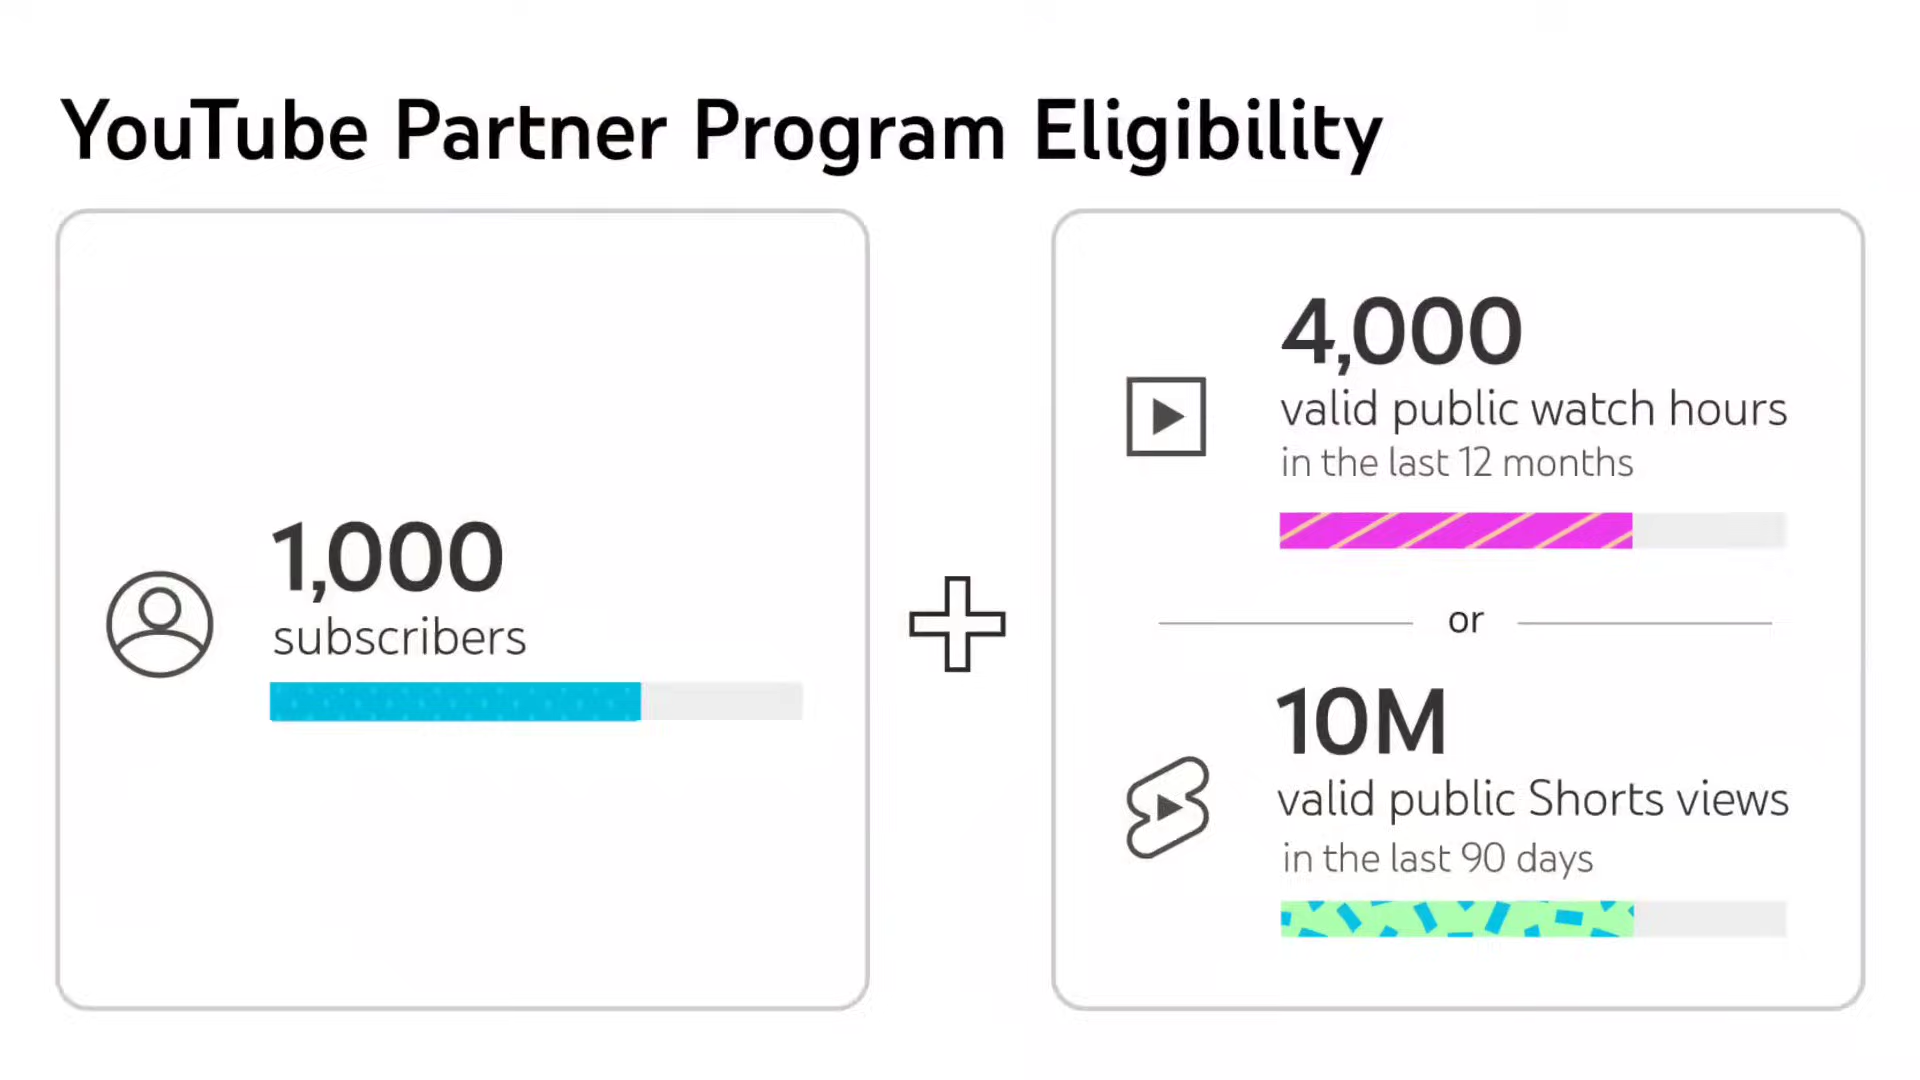 YouTube Partner Program Eligibility
1,000
subscribers
4,000
valid public watch hours
in the last 12 months
or
10M
valid public Shorts views
in the last 90 days